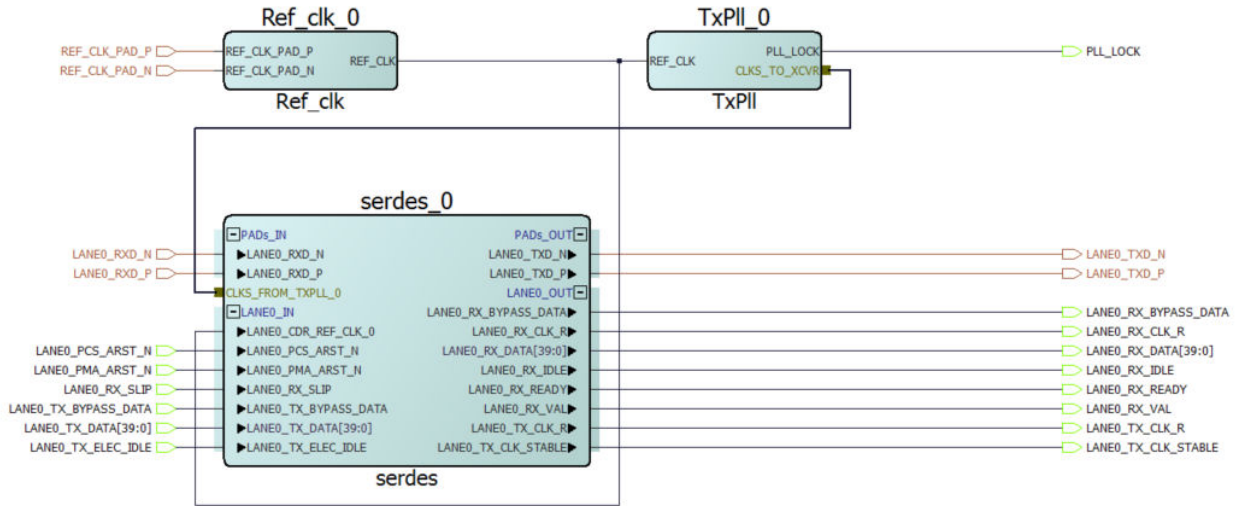 Ref_clk_0
TxPll_0
REF_CLK_PAD_P
REF_CLK_PAD_P
REF_CLK_PAD_N
REF_CLK_PAD_N
REF_CLK
Ref_clk
REF_CLK
PLL_LOCK
CLKS_TO_XCVR
TxPll
PLL_LOCK
serdes_0
PADs_IN
PADs_OUT
LANE0_RXD_N
LANE0_RXD_N
LANE0_TXD_N
LANE0_TXD_N
LANE0_RXD_P
LANE0_RXD_P
LANE0_TXD_P
LANE0_TXD_P
CLKS_FROM_TXPLL_0
LANE0_OUT
LANE0_IN
LANE0_RX_BYPASS_DATA
LANE0_RX_BYPASS_DATA
LANE0_CDR_REF_CLK_0
LANE0_RX_CLK_R
LANE0_RX_CLK_R
LANE0_PCS_ARST_N
LANE0_PCS_ARST_N
LANE0_RX_DATA[39:0]
LANE0_RX_DATA[39:0]
LANE0_PMA_ARST_N
LANE0_PMA_ARST_N
LANE0_RX_IDLE
LANE0_RX_IDLE
LANE0_RX_SLIP
LANE0_RX_SLIP
LANE0_RX_READY
LANE0_RX_READY
LANE0_TX_BYPASS_DATA
LANE0_TX_BYPASS_DATA
LANE0_RX_VAL
LANE0_RX_VAL
LANE0_TX_DATA[39:0]
LANE0_TX_DATA[39:0]
LANE0_TX_CLK_R
LANE0_TX_CLK_R
LANE0_TX_ELEC_IDLE
LANE0_TX_ELEC_IDLE
LANE0_TX_CLK_STABLE
LANE0_TX_CLK_STABLE
serdes